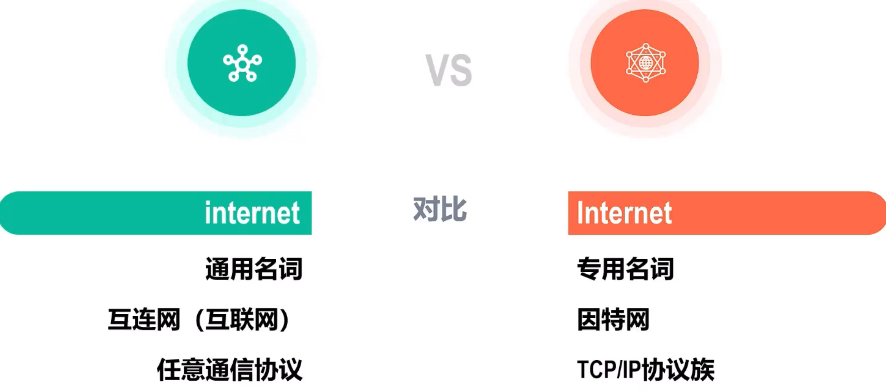 VS
internet 对比 Internet
通用名词 专用名词
互连网（互联网） 因特网
任意通信协议 TCP/IP协议族